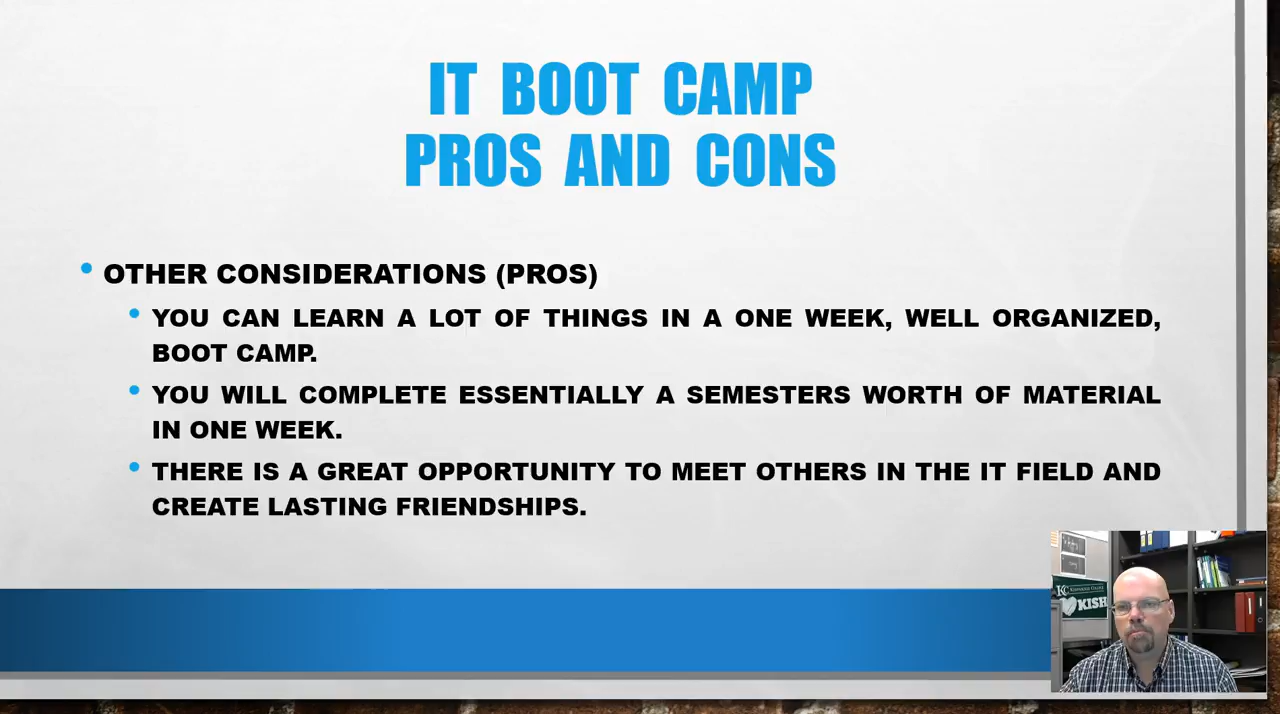 IT BOOT CAMP
PROS AND CONS
• OTHER CONSIDERATIONS (PROS)
• YOU CAN LEARN A LOT OF THINGS IN A ONE WEEK, WELL ORGANIZED,
BOOT CAMP.
• YOU WILL COMPLETE ESSENTIALLY A SEMESTERS WORTH OF MATERIAL
IN ONE WEEK.
• THERE IS A GREAT OPPORTUNITY TO MEET OTHERS IN THE IT FIELD AND
CREATE LASTING FRIENDSHIPS.
KC
KISH